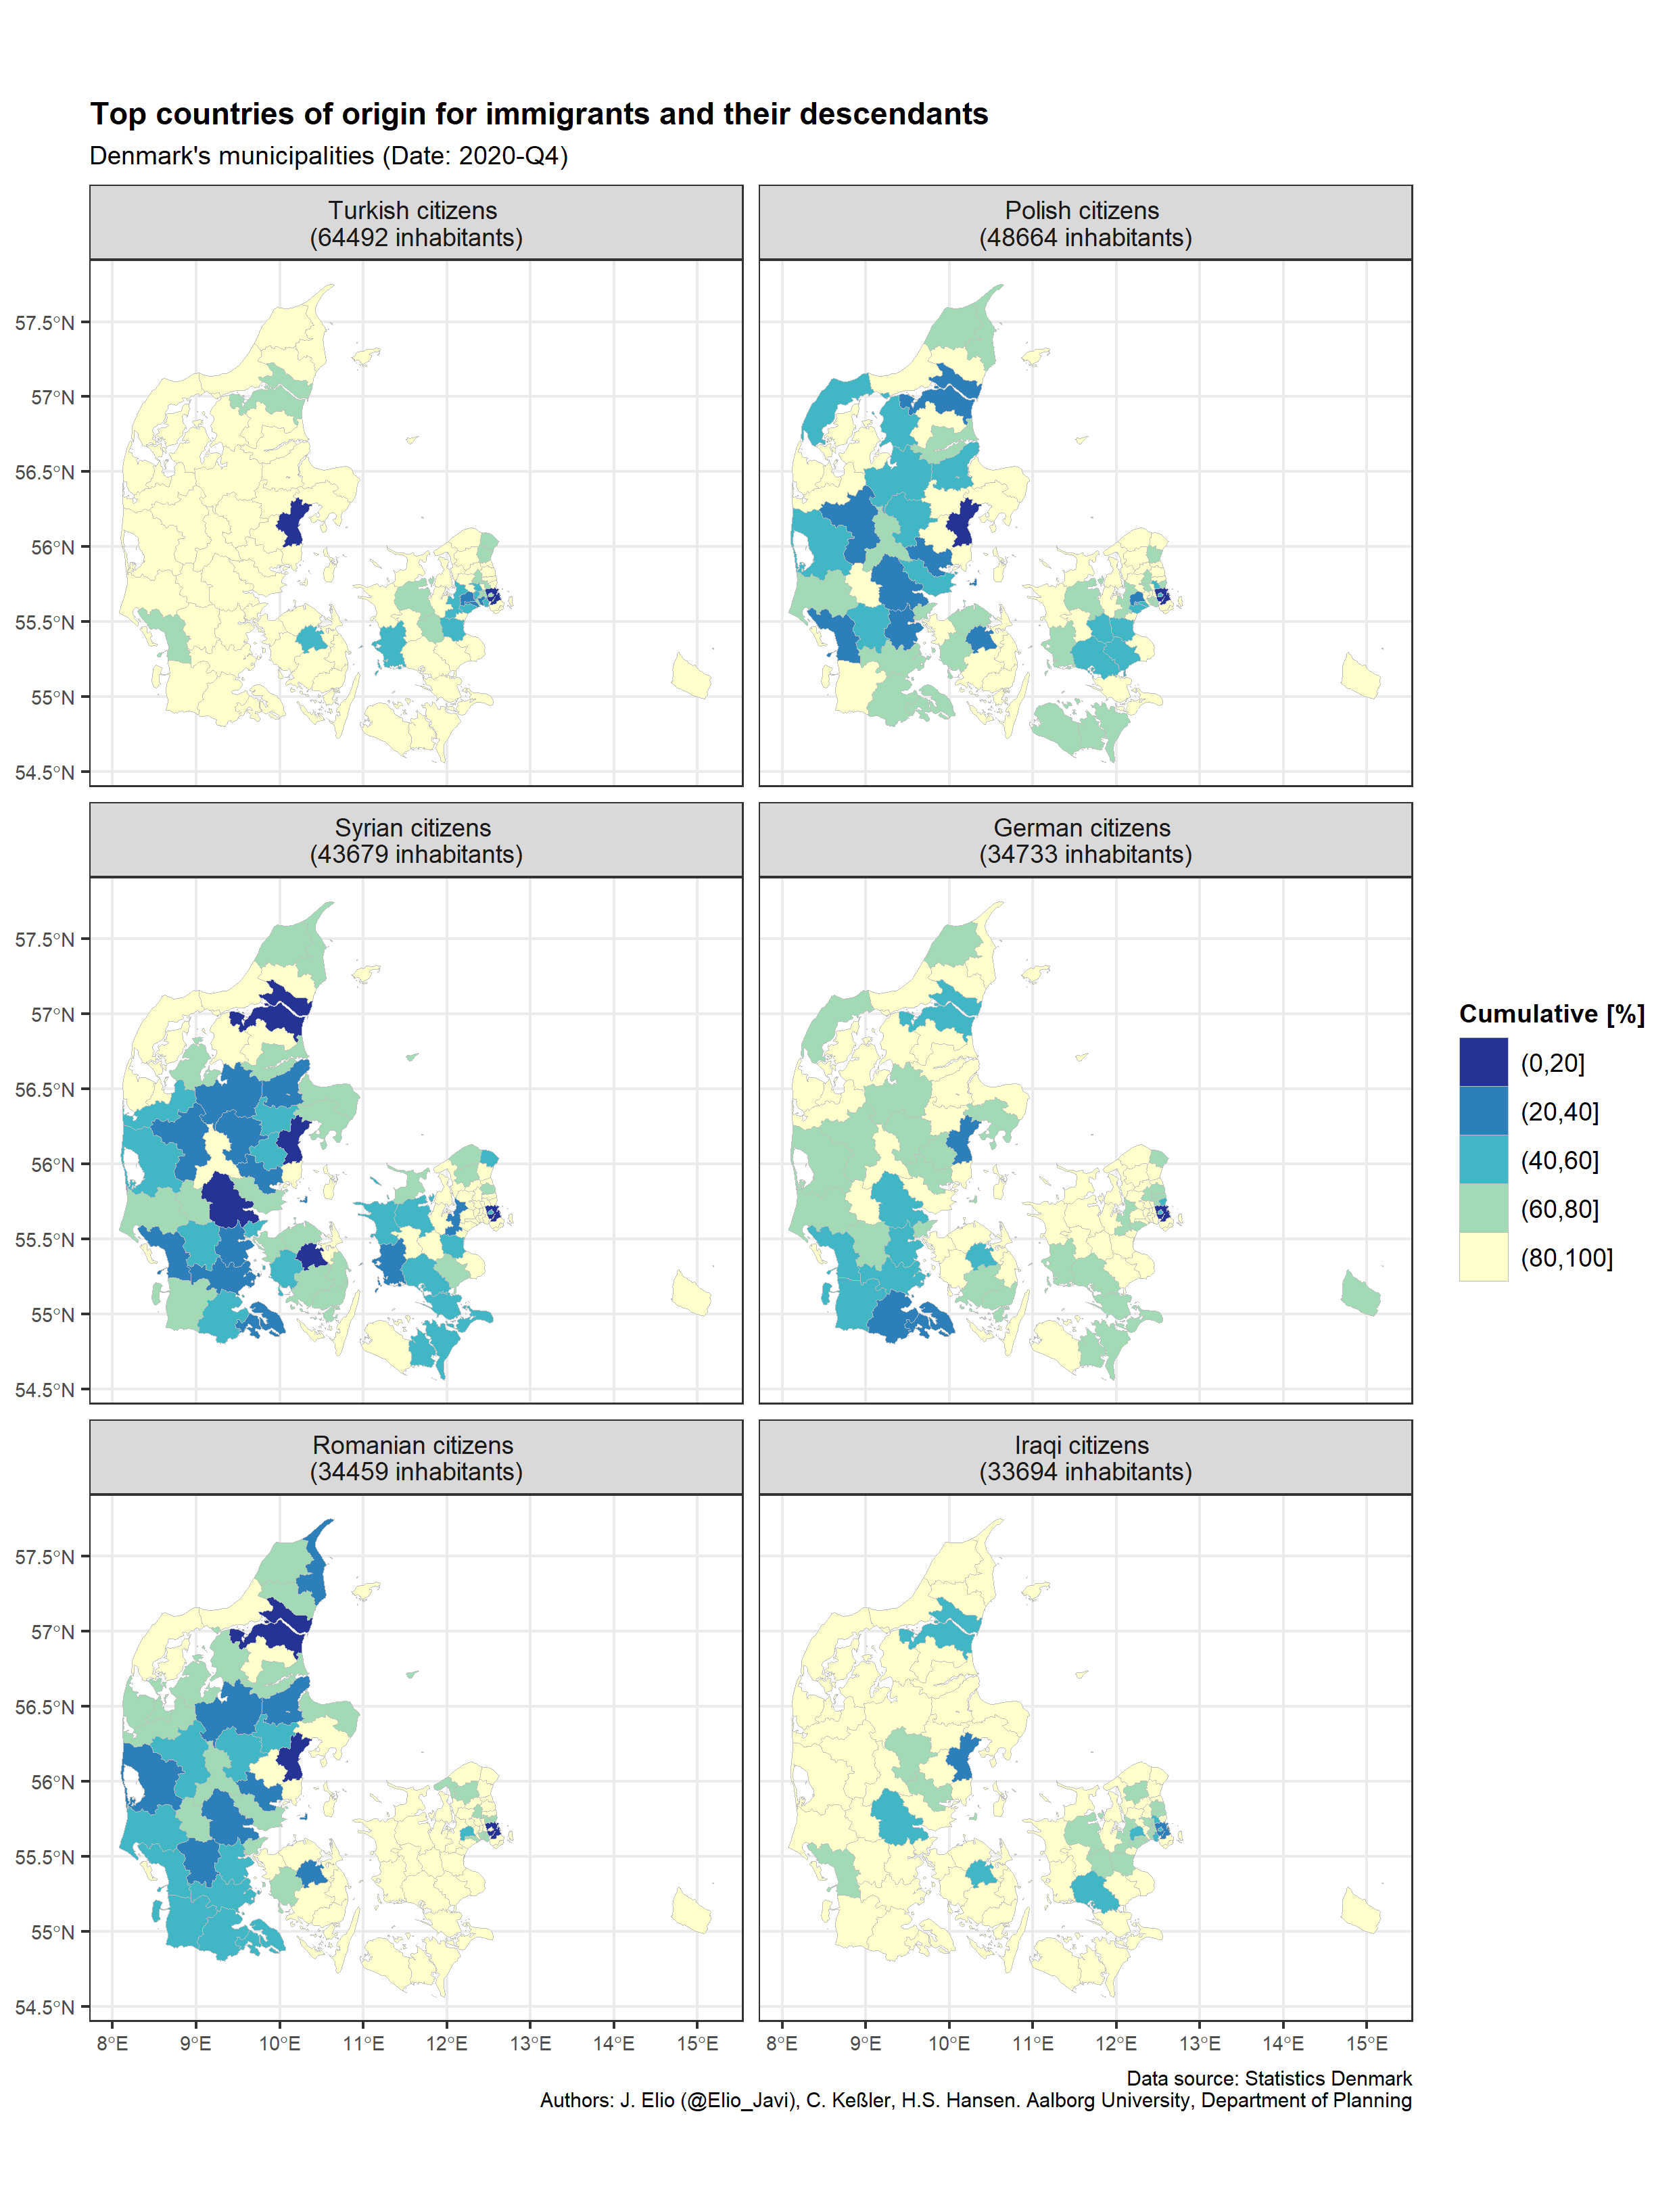 Top countries of origin for immigrants and their descendants
Denmark's municipalities (Date: 2020-Q4)
Turkish citizens
(64492 inhabitants)
Polish citizens
(48664 inhabitants)
57.5°N
57°N
56.5°N
56°N
55.5°N
55°N
54.5°N
Syrian citizens
(43679 inhabitants)
German citizens
(34733 inhabitants)
57.5°N
57°N
56.5°N
56°N
55.5°N
55°N
54.5°N
Cumulative [%]
(0,20]
(20,40]
(40,60]
(60,80]
(80,100]
Romanian citizens
(34459 inhabitants)
Iraqi citizens
(33694 inhabitants)
57.5°N
57°N
56.5°N
56°N
55.5°N
55°N
54.5°N
8°E 9°E 10°E 11°E 12°E 13°E 14°E 15°E
8°E 9°E 10°E 11°E 12°E 13°E 14°E 15°E
Data source: Statistics Denmark
Authors: J. Elio (@Elio_Javi), C. Keßler, H.S. Hansen. Aalborg University, Department of Planning